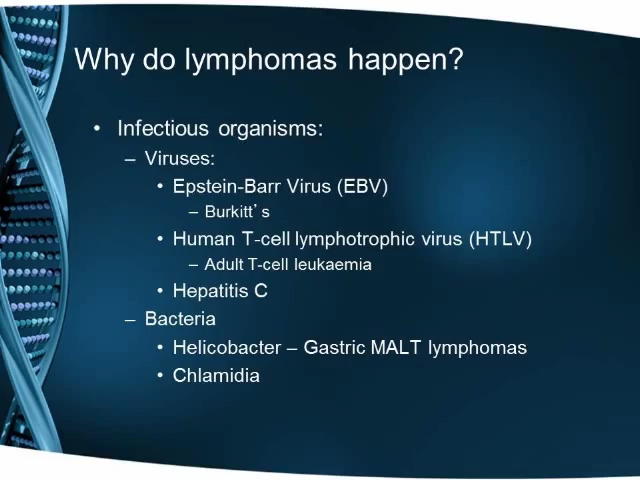 Why do lymphomas happen?
• Infectious organisms:
– Viruses:
• Epstein-Barr Virus (EBV)
– Burkitt’s
• Human T-cell lymphotrophic virus (HTLV)
– Adult T-cell leukaemia
• Hepatitis C
– Bacteria
• Helicobacter – Gastric MALT lymphomas
• Chlamidia